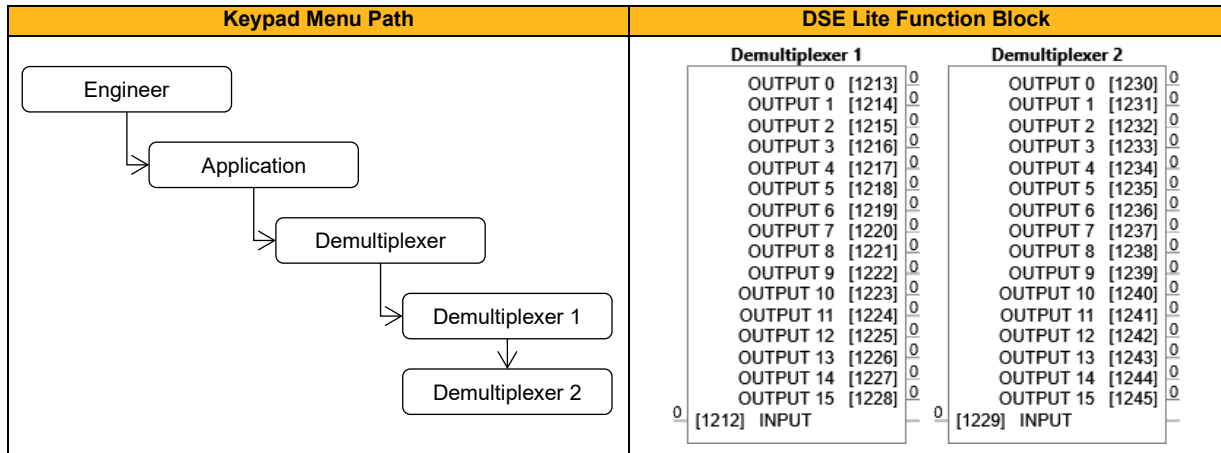 Keypad Menu Path
DSE Lite Function Block
Engineer
Application
Demultiplexer
Demultiplexer 1
Demultiplexer 2
Demultiplexer 1
OUTPUT 0 [1213] 0
OUTPUT 1 [1214] 0
OUTPUT 2 [1215] 0
OUTPUT 3 [1216] 0
OUTPUT 4 [1217] 0
OUTPUT 5 [1218] 0
OUTPUT 6 [1219] 0
OUTPUT 7 [1220] 0
OUTPUT 8 [1221] 0
OUTPUT 9 [1222] 0
OUTPUT 10 [1223] 0
OUTPUT 11 [1224] 0
OUTPUT 12 [1225] 0
OUTPUT 13 [1226] 0
OUTPUT 14 [1227] 0
OUTPUT 15 [1228] 0
0 [1212] INPUT
Demultiplexer 2
OUTPUT 0 [1230] 0
OUTPUT 1 [1231] 0
OUTPUT 2 [1232] 0
OUTPUT 3 [1233] 0
OUTPUT 4 [1234] 0
OUTPUT 5 [1235] 0
OUTPUT 6 [1236] 0
OUTPUT 7 [1237] 0
OUTPUT 8 [1238] 0
OUTPUT 9 [1239] 0
OUTPUT 10 [1240] 0
OUTPUT 11 [1241] 0
OUTPUT 12 [1242] 0
OUTPUT 13 [1243] 0
OUTPUT 14 [1244] 0
OUTPUT 15 [1245] 0
0 [1229] INPUT